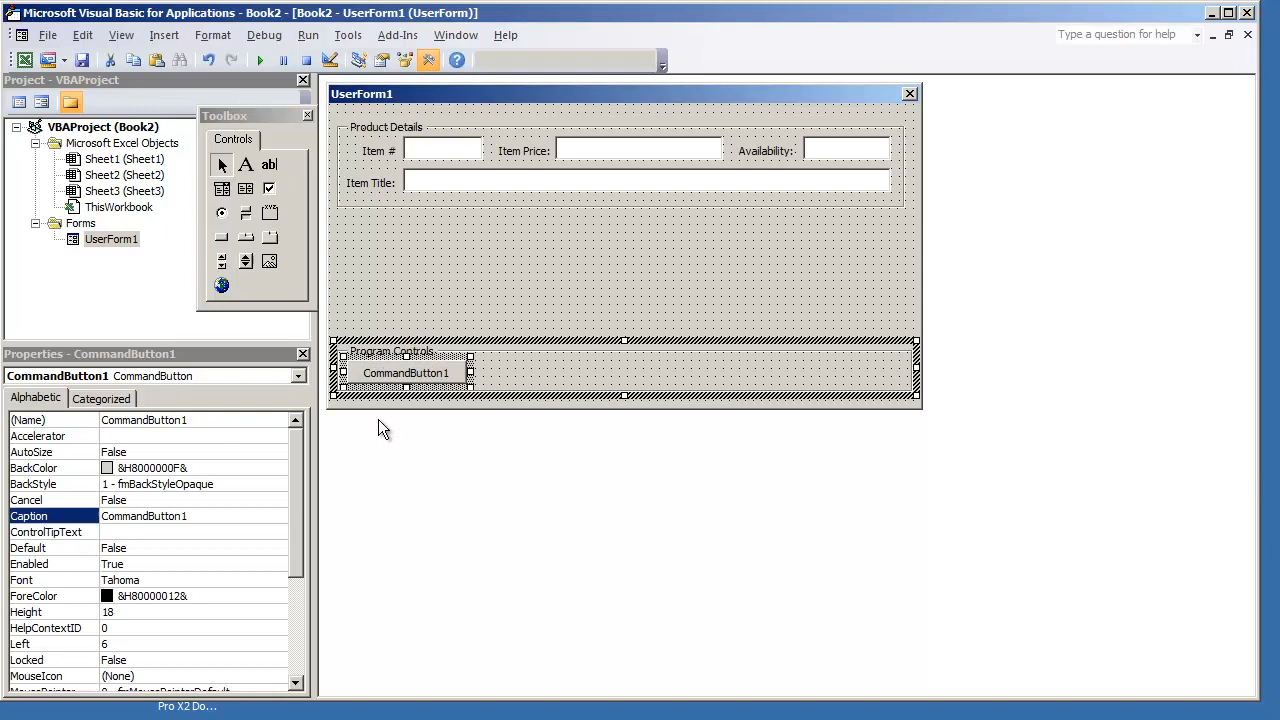 Microsoft Visual Basic for Applications - Book2 - [Book2 - UserForm1 (UserForm)]
File Edit View Insert Format Debug Run Tools Add-Ins Window Help
Type a question for help
Project - VBAProject
VBAProject (Book2)
Microsoft Excel Objects
Sheet1 (Sheet1)
Sheet2 (Sheet2)
Sheet3 (Sheet3)
ThisWorkbook
Forms
UserForm1
Toolbox
Controls
A
ab|
UserForm1
Product Details
Item # Item Price: Availability:
Item Title:
Program Controls
CommandButton1
Properties - CommandButton1
CommandButton1 CommandButton
Alphabetic Categorized
(Name) CommandButton1
Accelerator
AutoSize False
BackColor &H8000000F&
BackStyle 1 - fmBackStyleOpaque
Cancel False
Caption CommandButton1
ControlTipText
Default False
Enabled True
Font Tahoma
ForeColor &H80000012&
Height 18
HelpContextID 0
Left 6
Locked False
MouseIcon (None)
MousePointer 0 - fmMousePointerDefault
Pro X2 Do...